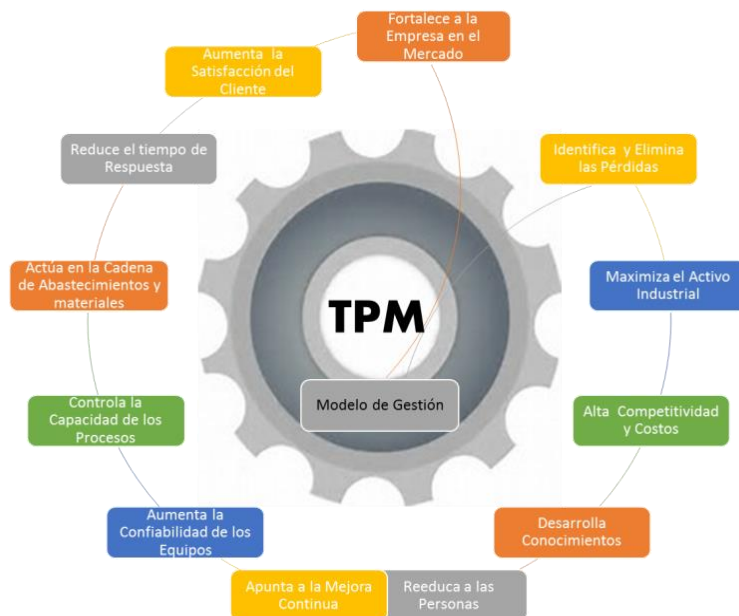 Fortalece a la
Empresa en el
Mercado
Aumenta la
Satisfacción del
Cliente
Identifica y Elimina
las Pérdidas
Reduce el tiempo de
Respuesta
Actúa en la Cadena
de Abastecimientos y
materiales
Maximiza el Activo
Industrial
TPM
Modelo de Gestión
Controla la
Capacidad de los
Procesos
Alta Competitividad
y Costos
Aumenta la
Confiabilidad de los
Equipos
Desarrolla
Conocimientos
Apunta a la Mejora
Continua
Reeduca a las
Personas